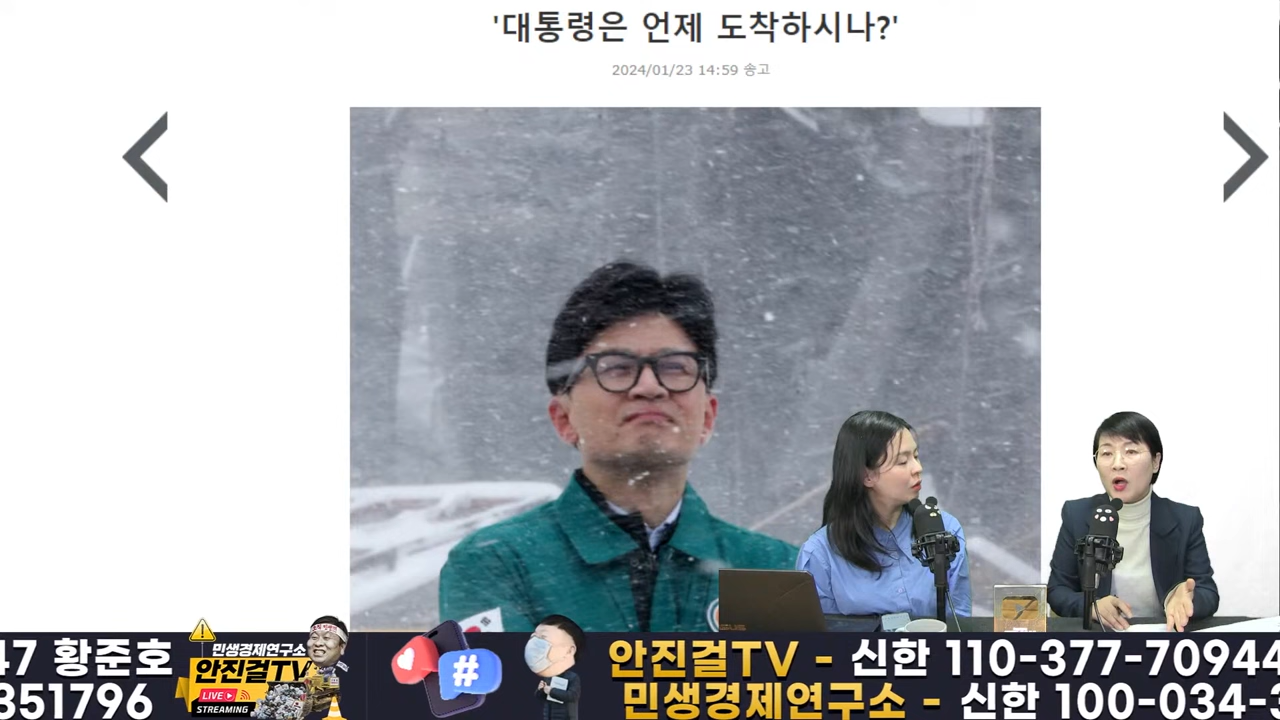 '대통령은 언제 도착하시나?'
2024/01/23 14:59 송고
47 황준호
851796
민생경제연구소
안진걸TV
LIVE
STREAMING
#
안진걸TV - 신한 110-377-70944
민생경제연구소 - 신한 100-034-3